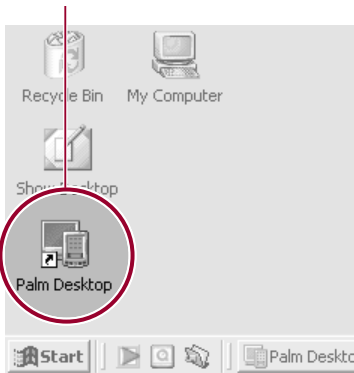 Recycle Bin
My Computer
Show Desktop
Palm Desktop
Start
Palm Deskto